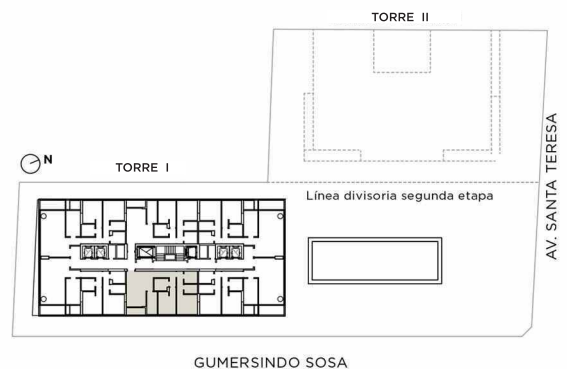 TORRE II
N
TORRE I
Línea divisoria segunda etapa
AV. SANTA TERESA
GUMERSINDO SOSA